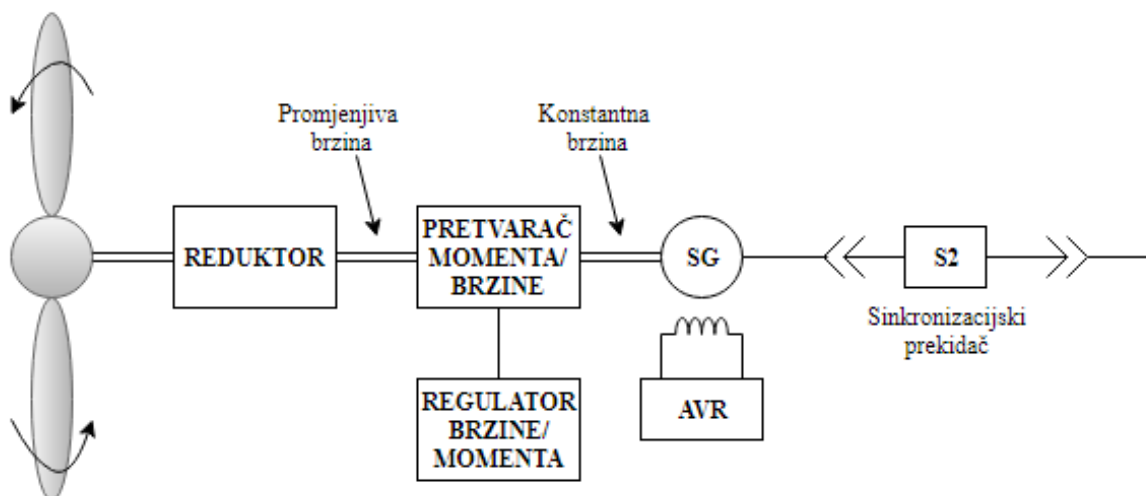 Promjenjiva
brzina
Konstantna
brzina
REDUKTOR
PRETVARAČ
MOMENTA/
BRZINE
SG
S2
Sinkronizacijski
prekidač
REGULATOR
BRZINE/
MOMENTA
AVR